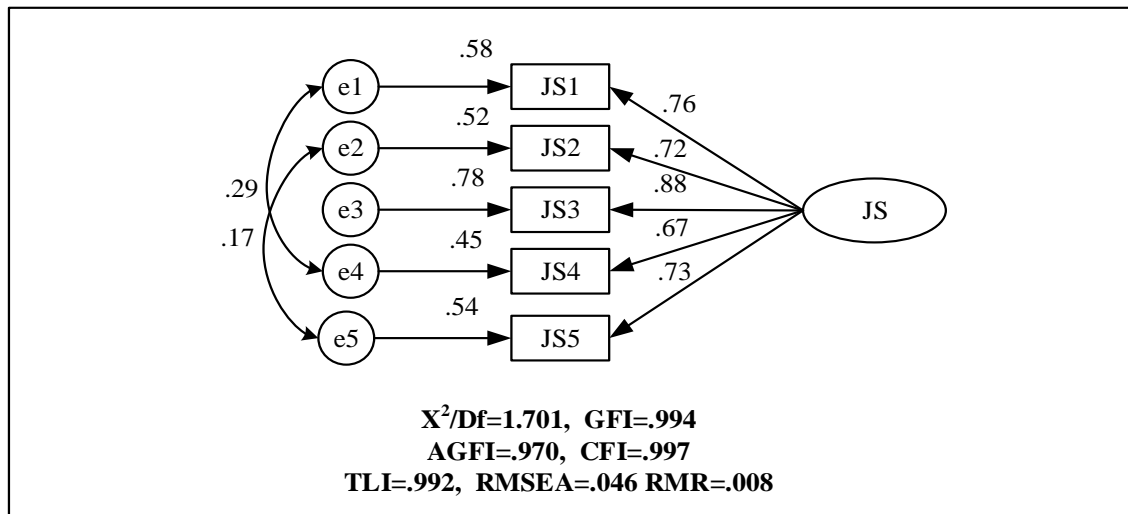 .58
e1 JS1
.76
.52
e2 JS2 .72
.78 .88
.29 e3 JS3 JS
.17 .45 .67
e4 JS4 .73
.54
e5 JS5
X²/Df=1.701, GFI=.994
AGFI=.970, CFI=.997
TLI=.992, RMSEA=.046 RMR=.008